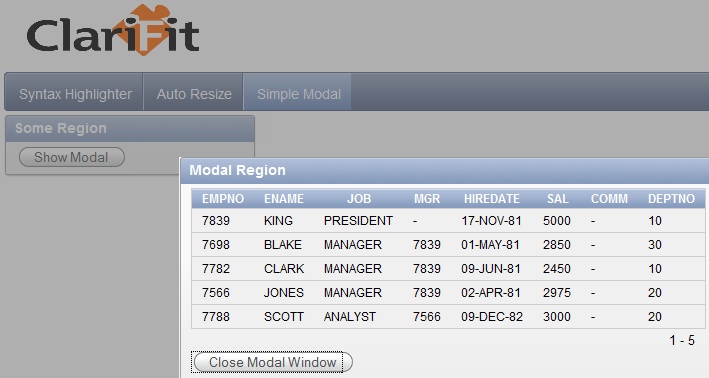 ClariFit
Syntax Highlighter Auto Resize Simple Modal
Some Region
Show Modal
Modal Region
EMPNO ENAME JOB MGR HIREDATE SAL COMM DEPTNO
7839 KING PRESIDENT - 17-NOV-81 5000 - 10
7698 BLAKE MANAGER 7839 01-MAY-81 2850 - 30
7782 CLARK MANAGER 7839 09-JUN-81 2450 - 10
7566 JONES MANAGER 7839 02-APR-81 2975 - 20
7788 SCOTT ANALYST 7566 09-DEC-82 3000 - 20
1 - 5
Close Modal Window